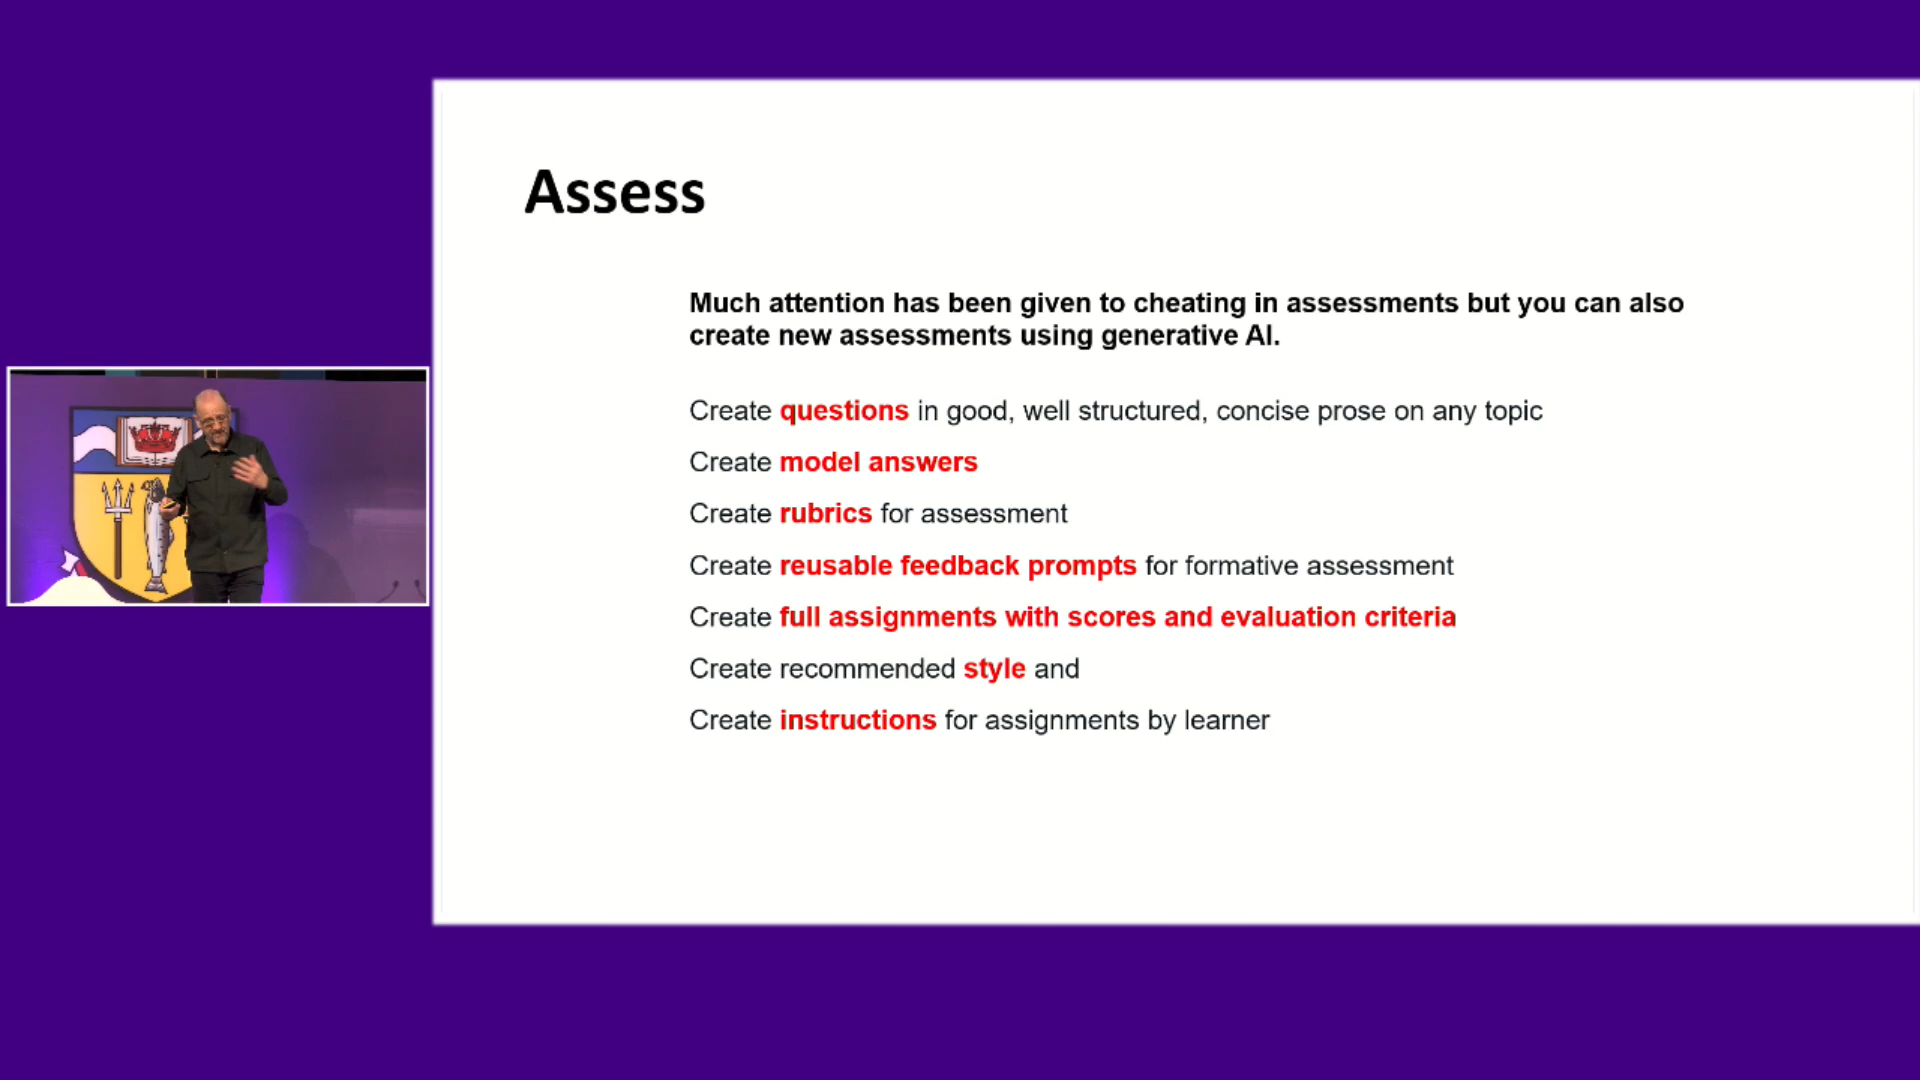 Assess
Much attention has been given to cheating in assessments but you can also
create new assessments using generative AI.
Create questions in good, well structured, concise prose on any topic
Create model answers
Create rubrics for assessment
Create reusable feedback prompts for formative assessment
Create full assignments with scores and evaluation criteria
Create recommended style and
Create instructions for assignments by learner